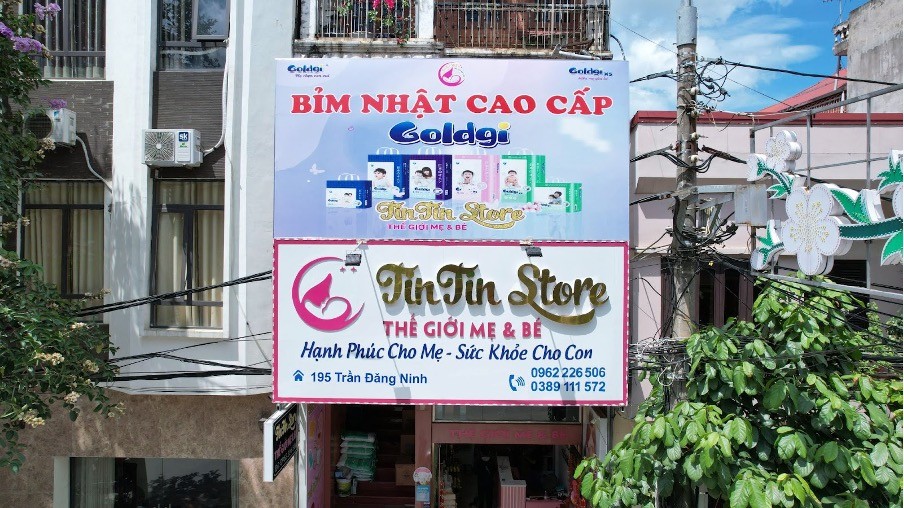 Goldgi
Goldgi
BỈM NHẬT CAO CẤP
Goldgi
TinTin Store
THẾ GIỚI MẸ & BÉ
TinTin Store
THẾ GIỚI MẸ & BÉ
Hạnh Phúc Cho Mẹ - Sức Khỏe Cho Con
195 Trần Đăng Ninh
0962 226 506
0389 111 572
TinTin